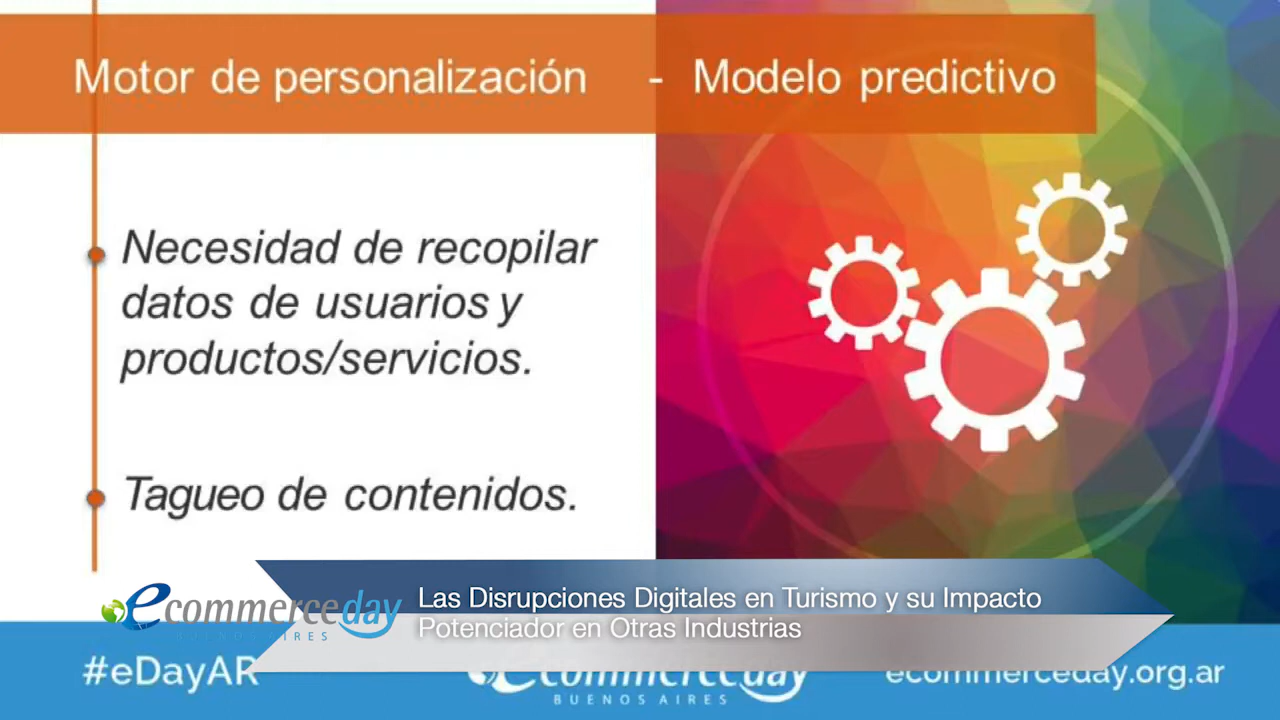 Motor de personalización - Modelo predictivo
Necesidad de recopilar
datos de usuarios y
productos/servicios.
Tagueo de contenidos.
ecommerceday
BUENOS AIRES
Las Disrupciones Digitales en Turismo y su Impacto
Potenciador en Otras Industrias
#eDayAR
ecommerceday
BUENOS AIRES
ecommerceday.org.ar